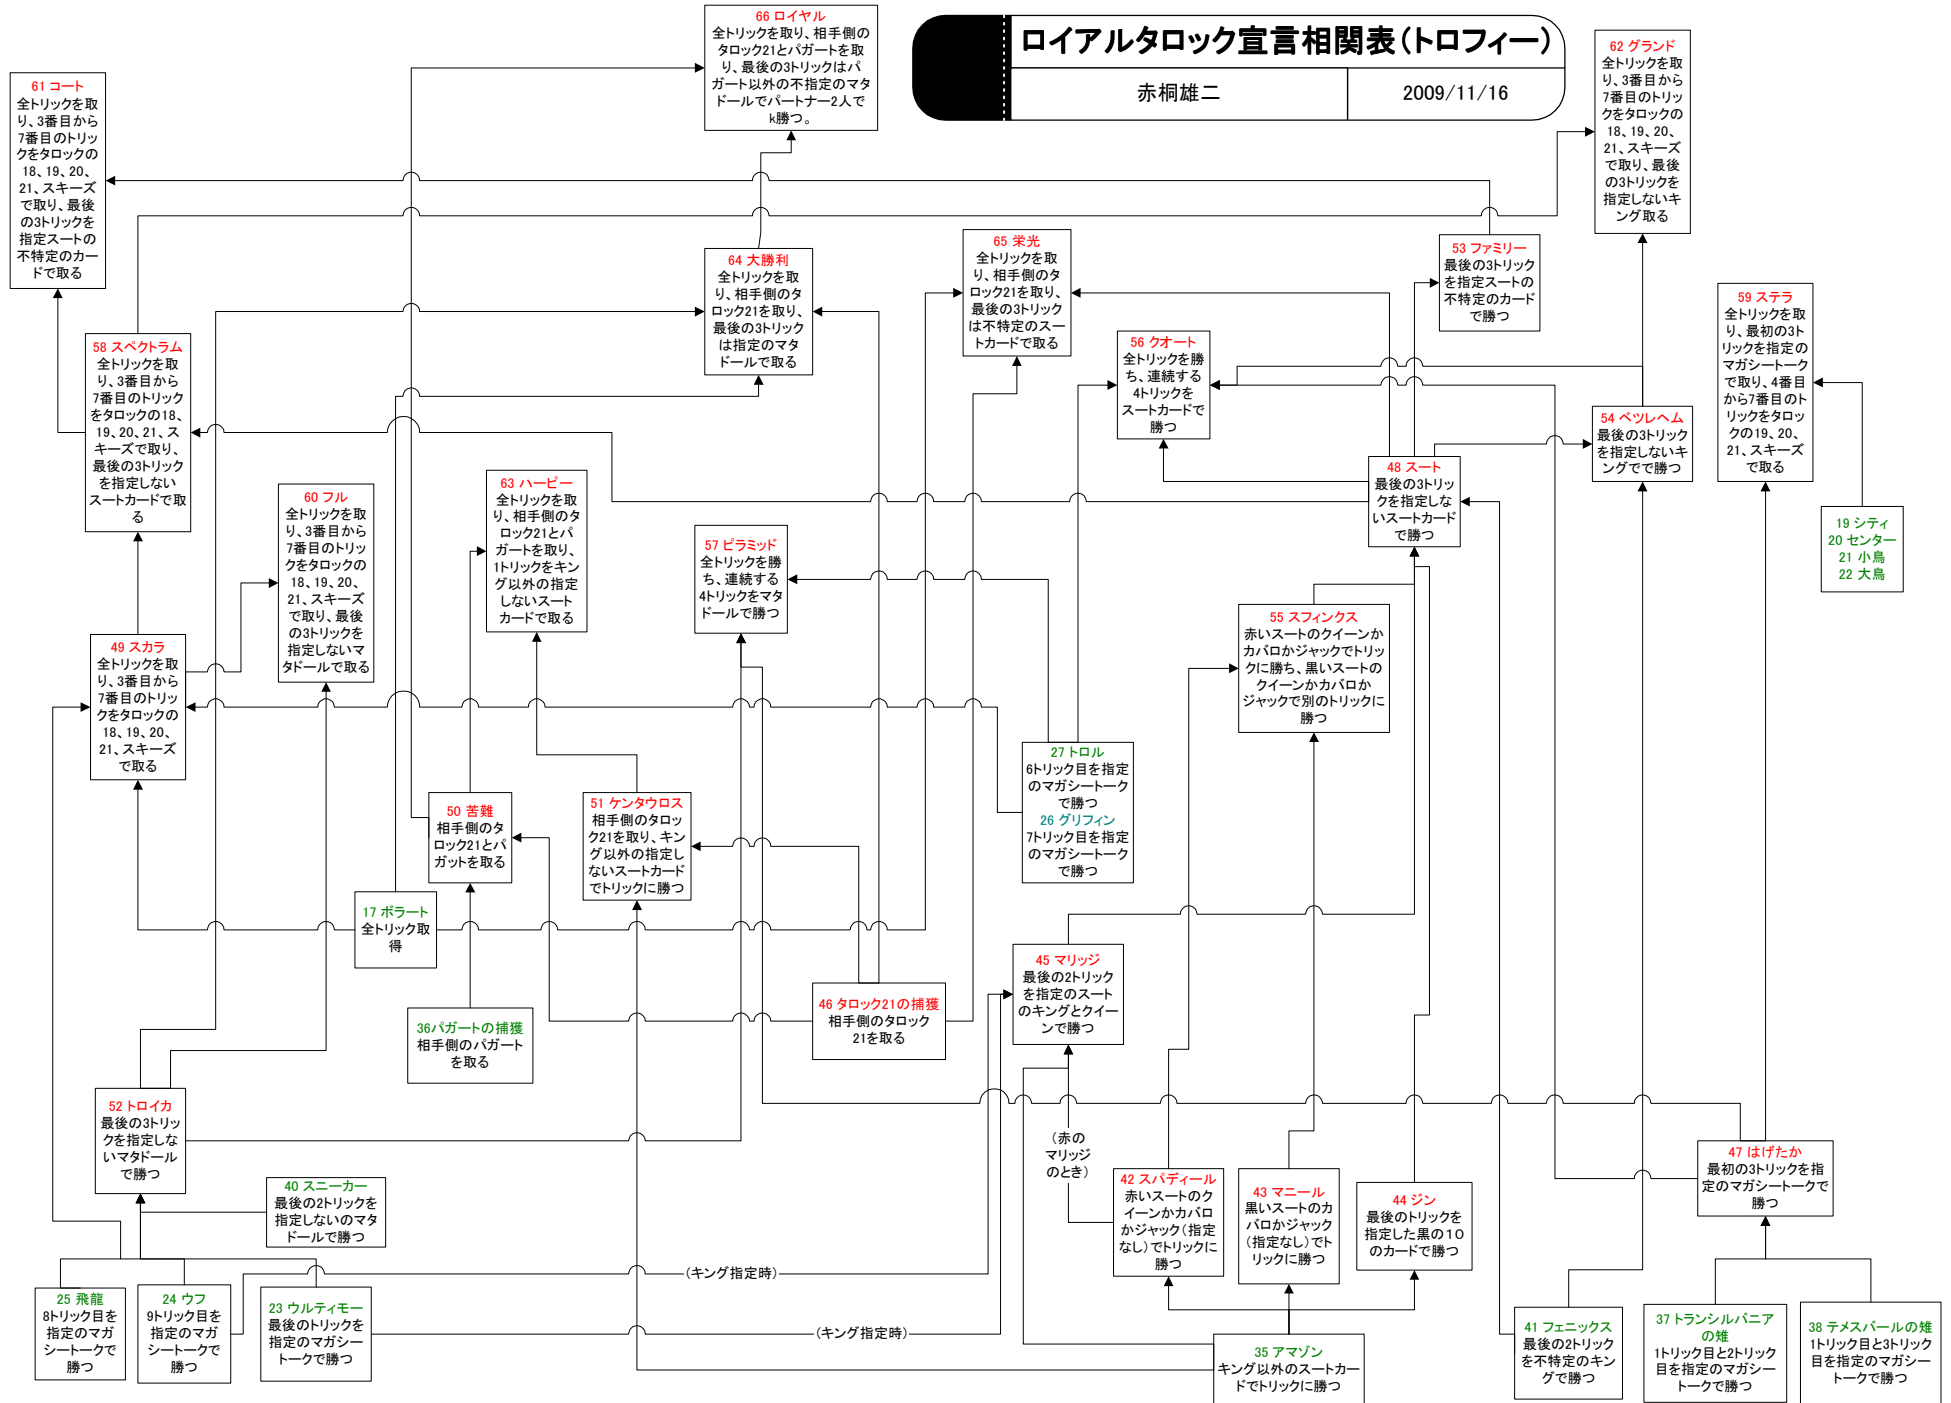 ロイアルタロック宣言相関表(トロフィー)
赤桐雄二
2009/11/16
66 ロイヤル
全トリックを取り、相手側の
タロック21とパガートを取
り、最後の3トリックはパ
ガート以外の不指定のマタ
ドールでパートナー2人で
k勝つ。
62 グランド
全トリックを取
り、3番目から
7番目のトリッ
クをタロックの
18、19、20、
21、スキーズ
で取り、最後
の3トリックを
指定しないキ
ング取る
61 コート
全トリックを取
り、3番目から
7番目のトリッ
クをタロックの
18、19、20、
21、スキーズ
で取り、最後
の3トリックを
指定スートの
不特定のカー
ドで取る
64 大勝利
全トリックを取
り、相手側のタ
ロック21を取り、
最後の3トリック
は指定のマタ
ドールで取る
65 栄光
全トリックを取
り、相手側のタ
ロック21を取り、
最後の3トリック
は不特定のスー
トカードで取る
53 ファミリー
最後の3トリック
を指定スートの
不特定のカード
で勝つ
59 ステラ
全トリックを取
り、最初の3ト
リックを指定の
マガシートーク
で取り、4番目
から7番目のト
リックをタロッ
クの19、20、
21、スキーズ
で取る
58 スペクトラム
全トリックを取
り、3番目から
7番目のトリック
をタロックの18、
19、20、21、ス
キーズで取り、
最後の3トリック
を指定しない
スートカードで取
る
56 クオート
全トリックを勝
ち、連続する
4トリックを
スートカードで
勝つ
54 ベツレヘム
最後の3トリック
を指定しないキ
ングでで勝つ
48 スート
最後の3トリッ
クを指定しな
いスートカード
で勝つ
60 フル
全トリックを取
り、3番目から
7番目のトリッ
クをタロックの
18、19、20、
21、スキーズ
で取り、最後
の3トリックを
指定しないマ
タドールで取る
63 ハーピー
全トリックを取
り、相手側のタ
ロック21とパ
ガートを取り、
1トリックをキン
グ以外の指定
しないスート
カードで取る
57 ピラミッド
全トリックを勝
ち、連続する
4トリックをマタ
ドールで勝つ
19 シティ
20 センター
21 小鳥
22 大鳥
55 スフィンクス
赤いスートのクイーンか
カバロかジャックでトリッ
クに勝ち、黒いスートの
クイーンかカバロか
ジャックで別のトリックに
勝つ
49 スカラ
全トリックを取
り、3番目から
7番目のトリッ
クをタロックの
18、19、20、
21、スキーズ
で取る
27 トロル
6トリック目を指定
のマガシートーク
で勝つ
26 グリフィン
7トリック目を指定
のマガシートーク
で勝つ
50 苦難
相手側のタ
ロック21とパ
ガットを取る
51 ケンタウロス
相手側のタロッ
ク21を取り、キン
グ以外の指定し
ないスートカード
でトリックに勝つ
17 ボラート
全トリック取
得
45 マリッジ
最後の2トリック
を指定のスート
のキングとクイー
ンで勝つ
46 タロック21の捕獲
相手側のタロック
21を取る
36パガートの捕獲
相手側のパガート
を取る
52 トロイカ
最後の3トリッ
クを指定しな
いマタドール
で勝つ
(赤の
マリッジ
のとき)
47 はげたか
最初の3トリックを指
定のマガシートークで
勝つ
40 スニーカー
最後の2トリックを
指定しないのマタ
ドールで勝つ
42 スパディール
赤いスートのク
イーンかカバロ
かジャック(指定
なし)でトリックに
勝つ
43 マニール
黒いスートのカ
バロかジャック
(指定なし)でト
リックに勝つ
44 ジン
最後のトリックを
指定した黒の10
のカードで勝つ
(キング指定時)
25 飛龍
8トリック目を
指定のマガ
シートークで
勝つ
24 ウフ
9トリック目を
指定のマガ
シートークで
勝つ
23 ウルティモー
最後のトリックを
指定のマガシー
トークで勝つ
(キング指定時)
35 アマゾン
キング以外のスートカー
ドでトリックに勝つ
41 フェニックス
最後の2トリック
を不特定のキン
グで勝つ
37 トランシルバニア
の雉
1トリック目と2トリック
目を指定のマガシー
トークで勝つ
38 テメスバールの雉
1トリック目と3トリック
目を指定のマガシー
トークで勝つ